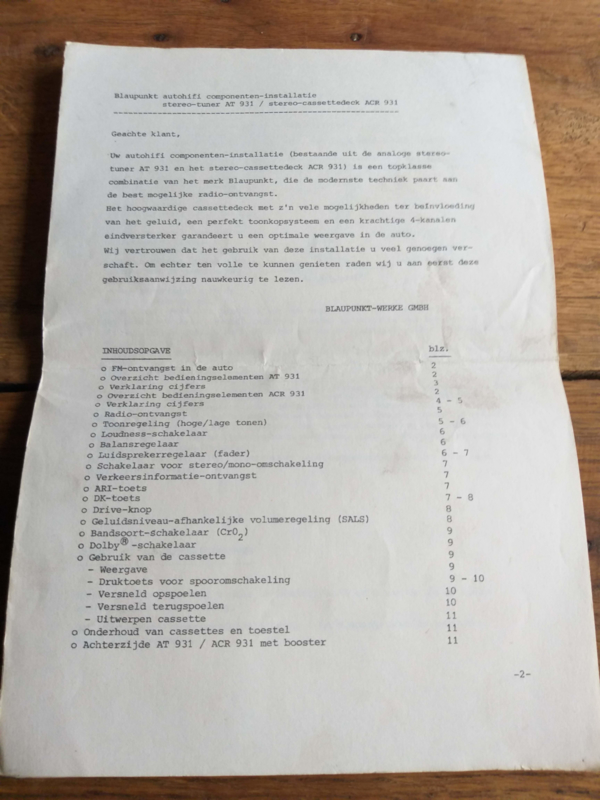 Blaupunkt autohifi componenten-installatie
stereo-tuner AT 931 / stereo-cassettedeck ACR 931
Geachte klant,
Uw autohifi componenten-installatie (bestaande uit de analoge stereo-
tuner AT 931 en het stereo-cassettedeck ACR 931) is een topklasse
combinatie van het merk Blaupunkt, die de modernste techniek paart aan
de best mogelijke radio-ontvangst.
Het hoogwaardige cassettedeck met z'n vele mogelijkheden ter beïnvloeding
van het geluid, een perfekt toonkopsysteem en een krachtige 4-kanalen
eindversterker garandeert u een optimale weergave in de auto.
Wij vertrouwen dat het gebruik van deze installatie u veel genoegen ver-
schaft. Om echter ten volle te kunnen genieten raden wij u aan eerst deze
gebruiksaanwijzing nauwkeurig te lezen.
BLAUPUNKT-WERKE GMBH
INHOUDSOPGAVE blz.
o FM-ontvangst in de auto 2
o Overzicht bedieningselementen AT 931 2
o Verklaring cijfers 3
o Overzicht bedieningselementen ACR 931 2
o Verklaring cijfers 4 - 5
o Radio-ontvangst 5
o Toonregeling (hoge/lage tonen) 5 - 6
o Loudness-schakelaar 6
o Balansregelaar 6
o Luidsprekerregelaar (fader) 6 - 7
o Schakelaar voor stereo/mono-omschakeling 7
o Verkeersinformatie-ontvangst 7
o ARI-toets 7
o DK-toets 7 - 8
o Drive-knop 8
o Geluidsniveau-afhankelijke volumeregeling (SALS) 8
o Bandsoort-schakelaar (CrO2) 9
o Dolby®-schakelaar 9
o Gebruik van de cassette 9
- Weergave 9
- Druktoets voor spooromschakeling 9 - 10
- Versneld opspoelen 10
- Versneld terugspoelen 10
- Uitwerpen cassette 11
o Onderhoud van cassettes en toestel 11
o Achterzijde AT 931 / ACR 931 met booster 11
-2-